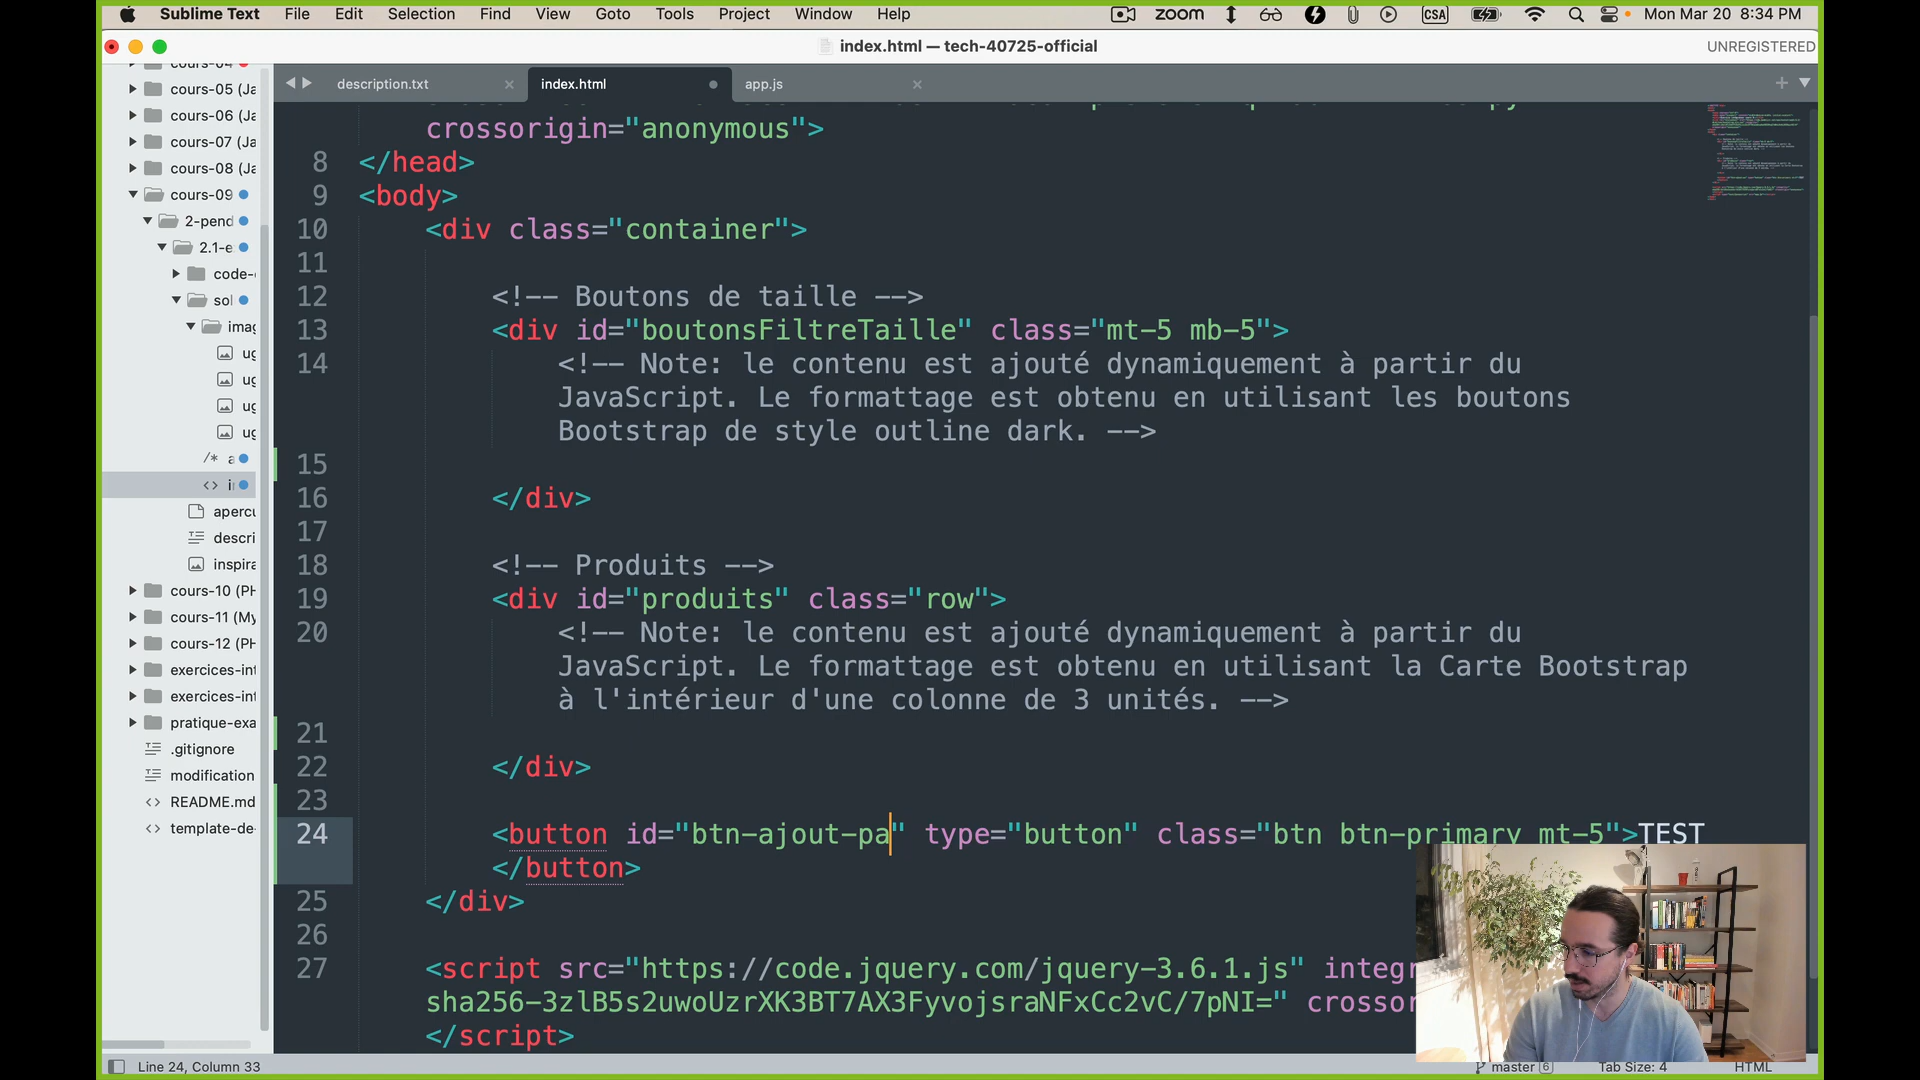 Sublime Text File Edit Selection Find View Goto Tools Project Window Help zoom CSA Mon Mar 20 8:34 PM
index.html — tech-40725-official UNREGISTERED
description.txt index.html app.js
cours-04
cours-05 (Ja
cours-06 (Ja
cours-07 (Ja
cours-08 (Ja
cours-09
2-pend
2.1-e
code-
sol
imag
ug
ug
ug
ug
/* a
<> i
apercu
descri
inspira
cours-10 (PH
cours-11 (My
cours-12 (PH
exercices-int
exercices-int
pratique-exa
.gitignore
modification
README.md
template-de-
crossorigin="anonymous">
8 </head>
9 <body>
10 <div class="container">
11
12 <!-- Boutons de taille -->
13 <div id="boutonsFiltreTaille" class="mt-5 mb-5">
14 <!-- Note: le contenu est ajouté dynamiquement à partir du
JavaScript. Le formattage est obtenu en utilisant les boutons
Bootstrap de style outline dark. -->
15
16 </div>
17
18 <!-- Produits -->
19 <div id="produits" class="row">
20 <!-- Note: le contenu est ajouté dynamiquement à partir du
JavaScript. Le formattage est obtenu en utilisant la Carte Bootstrap
à l'intérieur d'une colonne de 3 unités. -->
21
22 </div>
23
24 <button id="btn-ajout-pa" type="button" class="btn btn-primary mt-5">TEST
</button>
25 </div>
26
27 <script src="https://code.jquery.com/jquery-3.6.1.js" integr
sha256-3zlB5s2uwoUzrXK3BT7AX3FyvojsraNFxCc2vC/7pNI=" crossor
</script>
Line 24, Column 33 master 6 Tab Size: 4 HTML